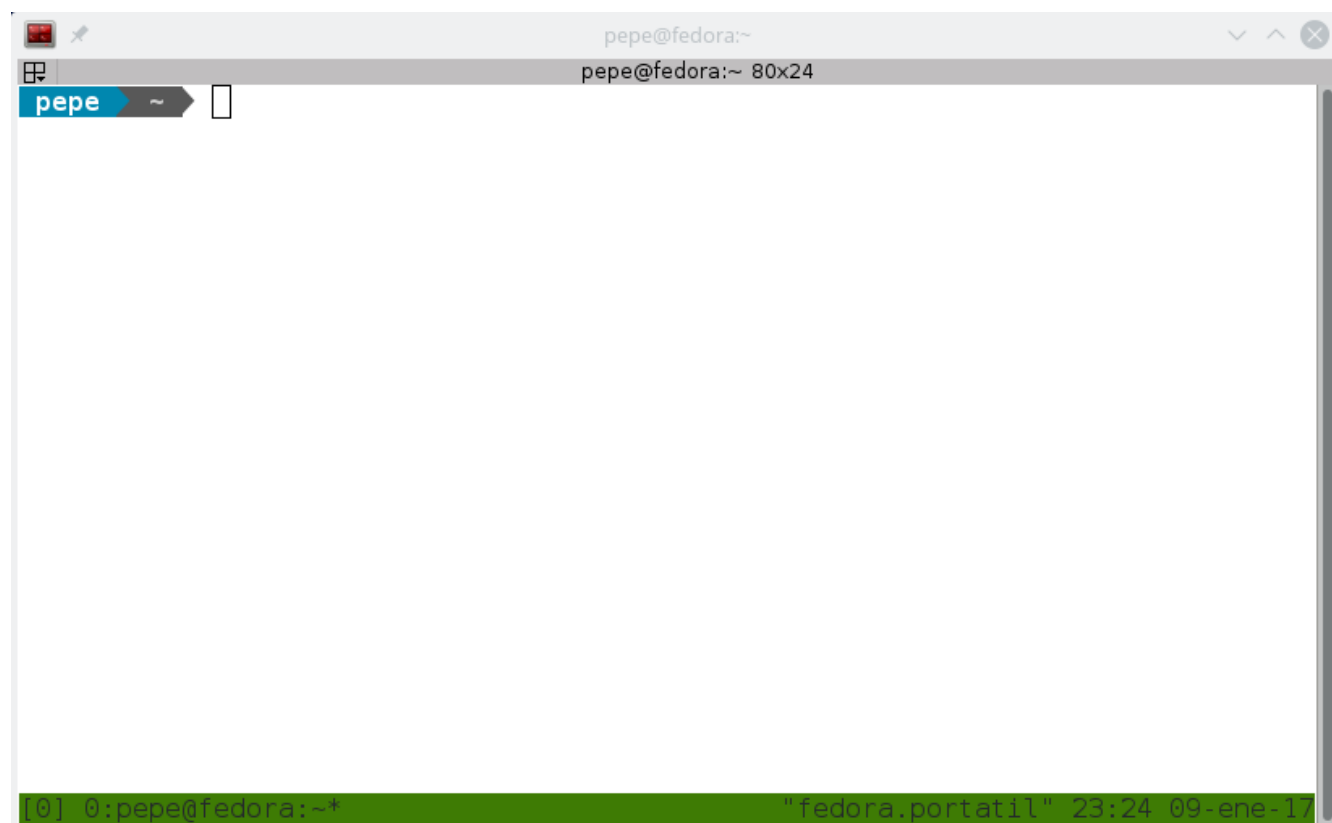 pepe@fedora:~
pepe@fedora:~ 80x24
pepe ~
[0] 0:pepe@fedora:~* "fedora.portatil" 23:24 09-ene-17